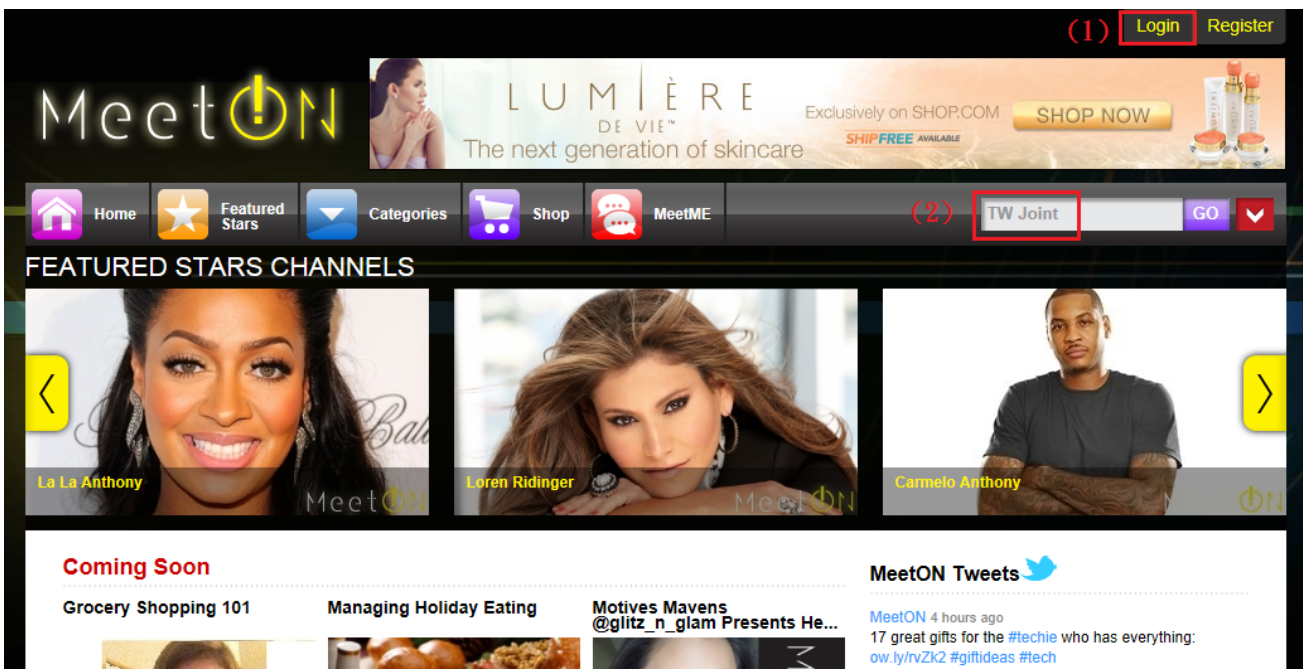 (1) Login Register
MeetON
LUMIÈRE
DE VIE™
The next generation of skincare
Exclusively on SHOP.COM
SHIPFREE AVAILABLE
SHOP NOW
Home
Featured
Stars
Categories
Shop
MeetME
(2) TW Joint GO
FEATURED STARS CHANNELS
La La Anthony
MeetON
Loren Ridinger
MeetON
Carmelo Anthony
ON
Coming Soon
Grocery Shopping 101
Managing Holiday Eating
Motives Mavens
@glitz_n_glam Presents He...
MeetON Tweets
MeetON 4 hours ago
17 great gifts for the #techie who has everything:
ow.ly/rvZk2 #giftideas #tech